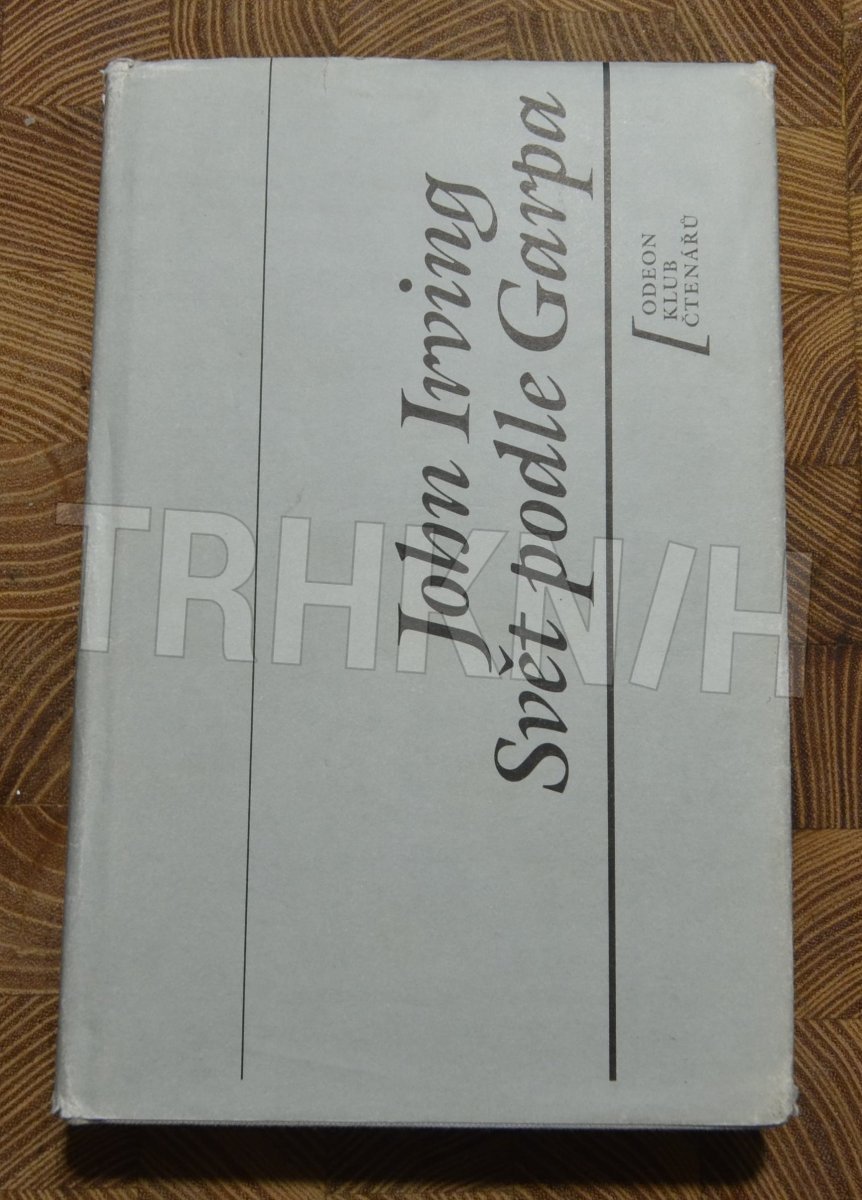 John Irving
Svět podle Garpa
ODEON
KLUB
ČTENÁŘŮ
TRHKNIH